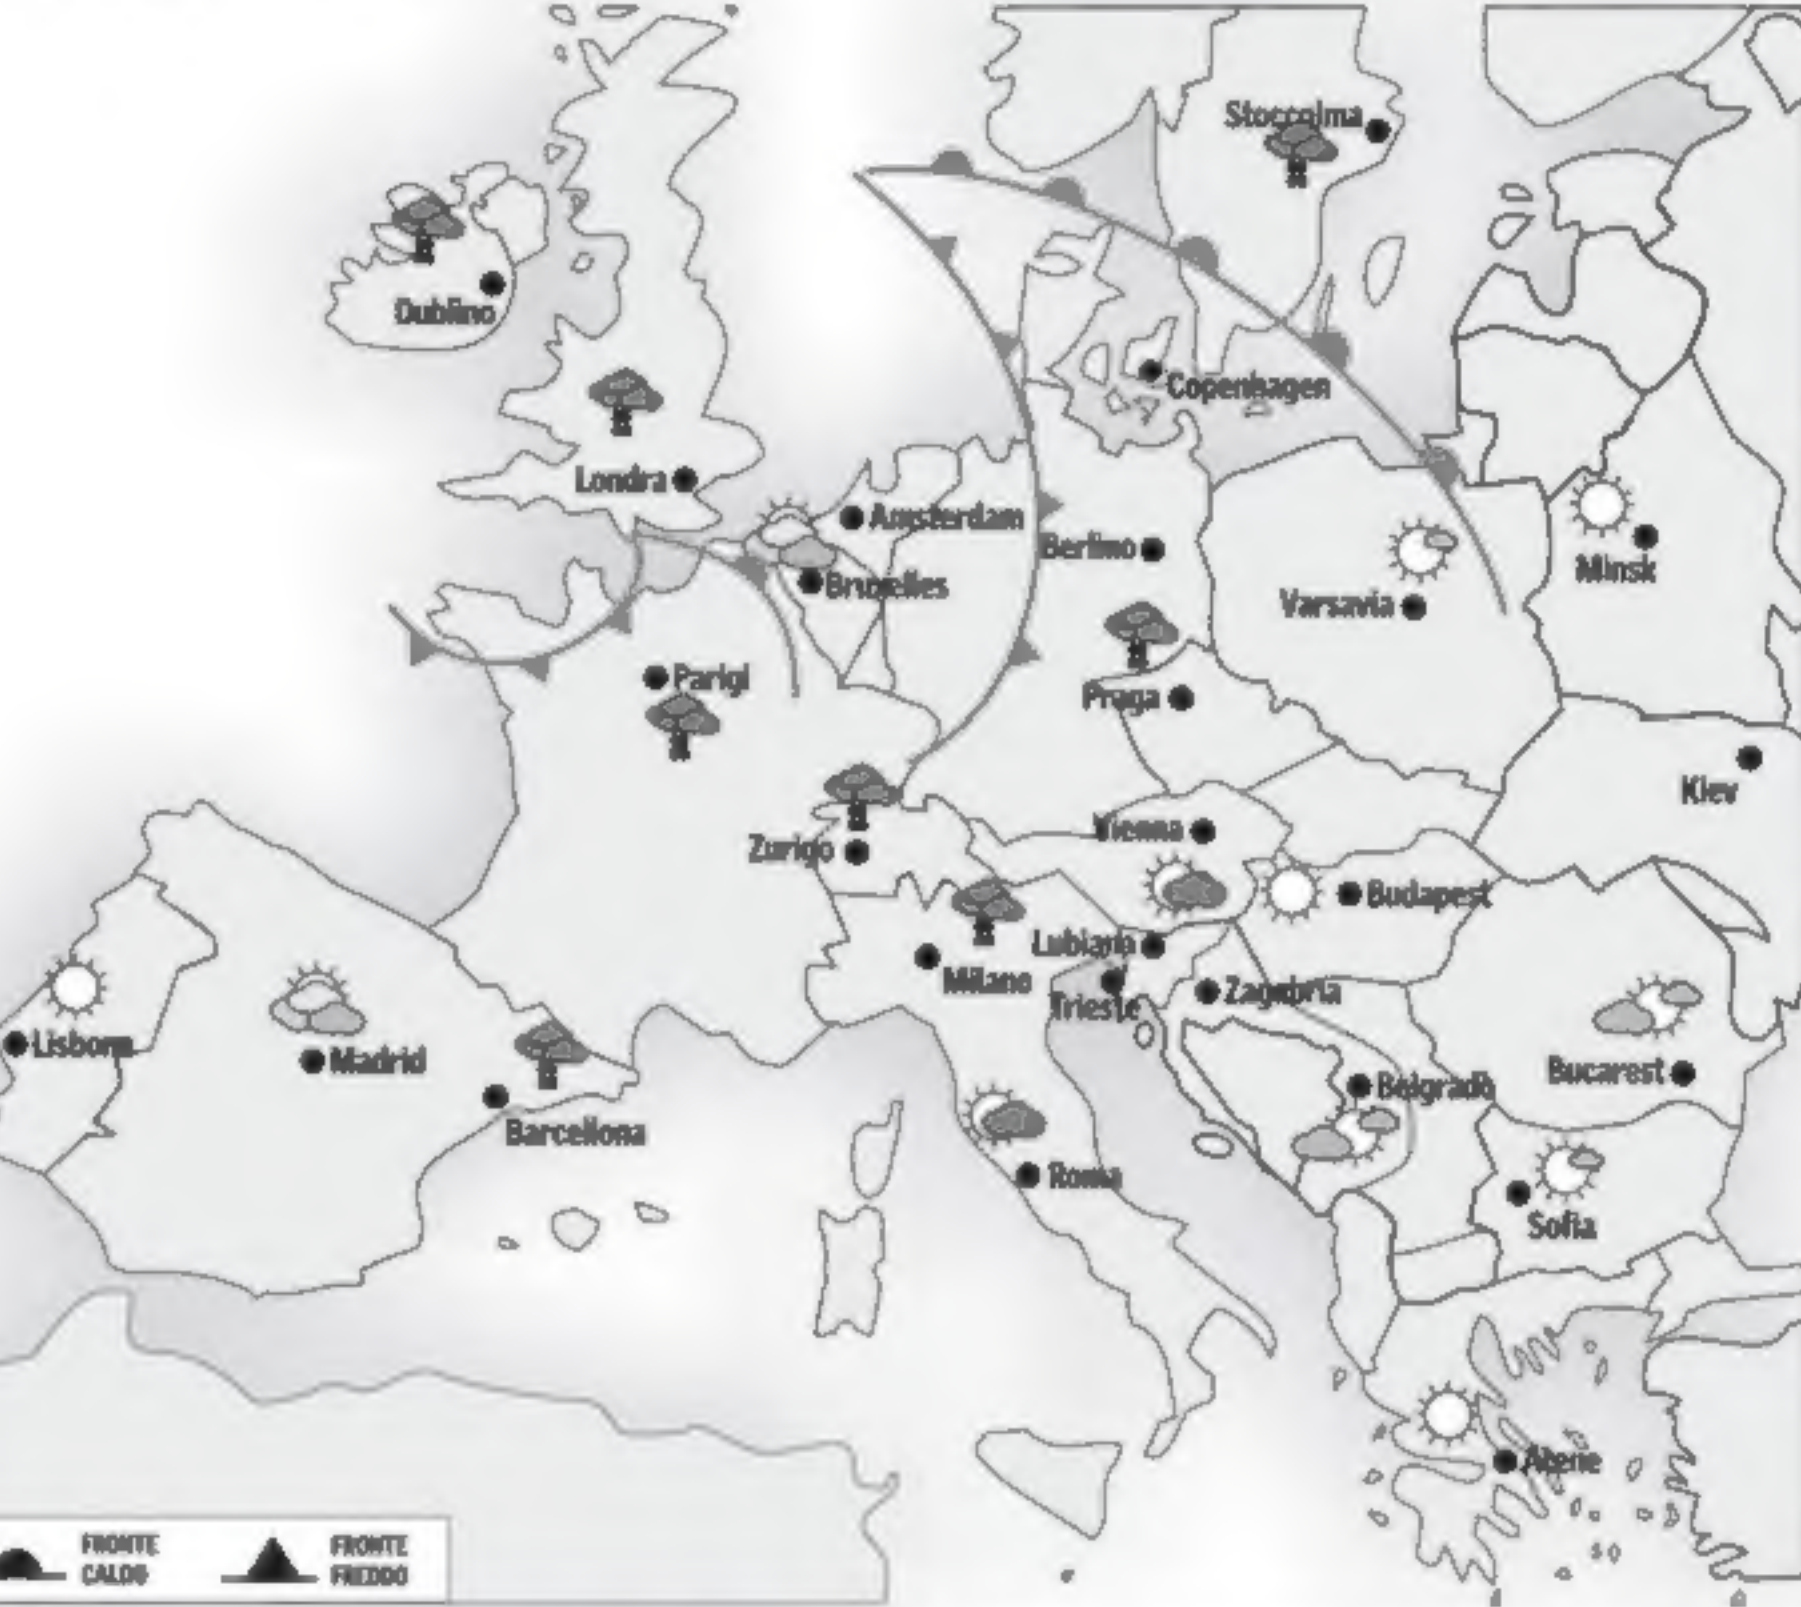 Stoccolma
Dublino
Copenhagen
Londra
Amsterdam
Berlino
Bruxelles
Minsk
Varsavia
Parigi
Praga
Kiev
Vienna
Zurigo
Budapest
Lubiana
Milano
Zagabria
Trieste
Lisbona
Madrid
Bucarest
Belgrado
Barcellona
Roma
Sofia
Atene
FRONTE
CALDO
FRONTE
FREDDO